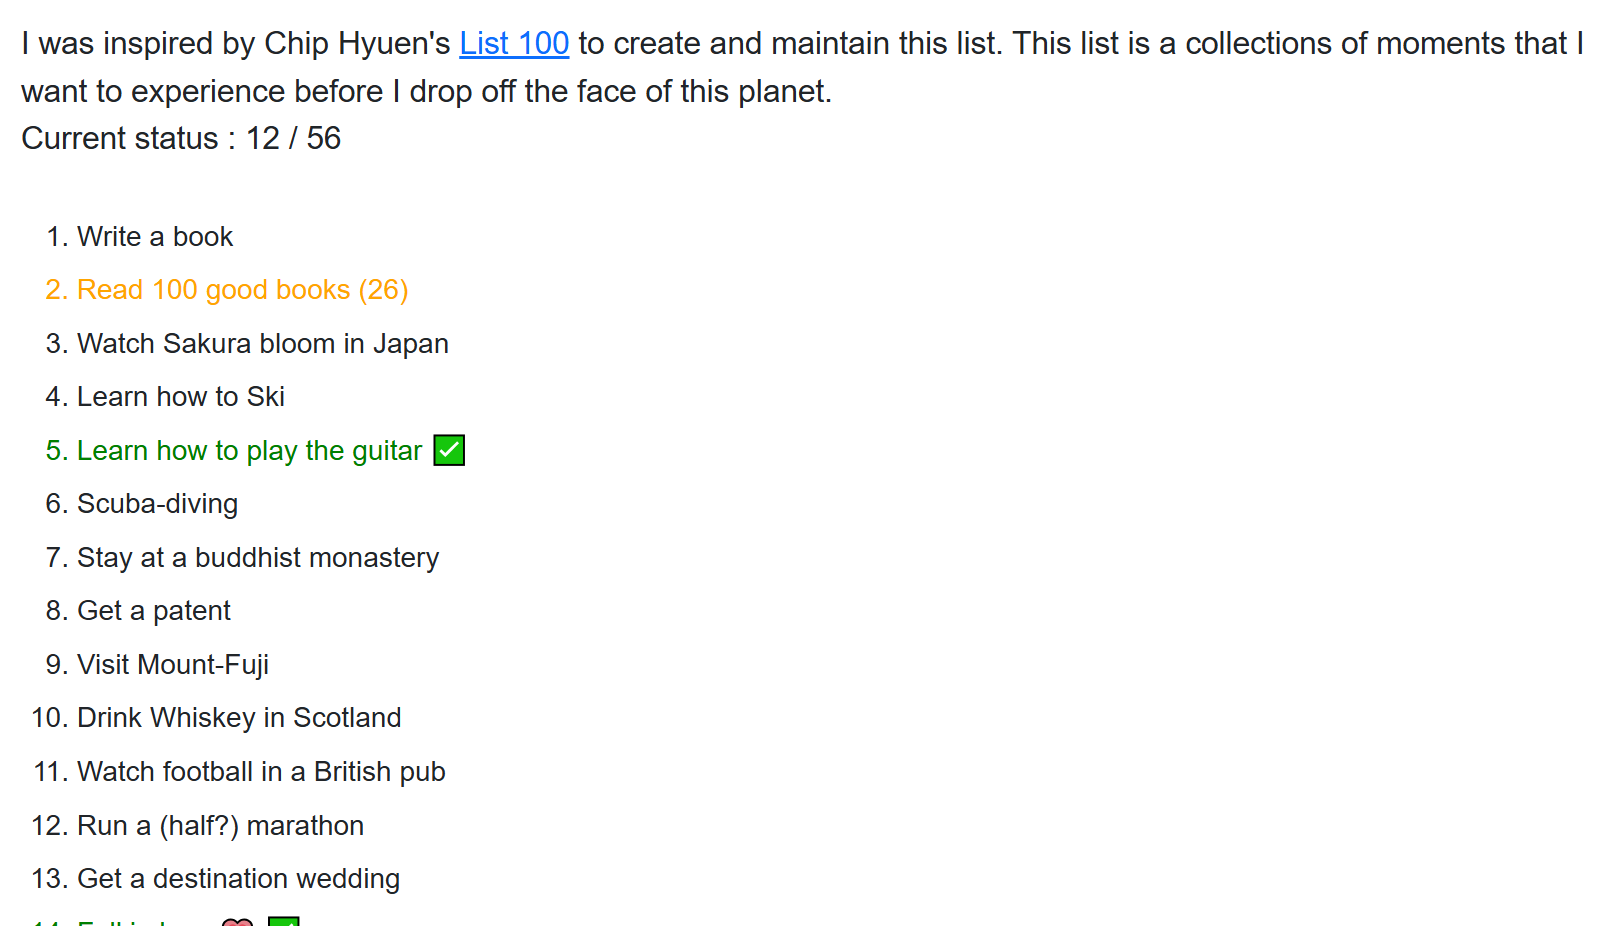 I was inspired by Chip Hyuen's List 100 to create and maintain this list. This list is a collections of moments that I
want to experience before I drop off the face of this planet.
Current status : 12 / 56
1. Write a book
2. Read 100 good books (26)
3. Watch Sakura bloom in Japan
4. Learn how to Ski
5. Learn how to play the guitar ✅
6. Scuba-diving
7. Stay at a buddhist monastery
8. Get a patent
9. Visit Mount-Fuji
10. Drink Whiskey in Scotland
11. Watch football in a British pub
12. Run a (half?) marathon
13. Get a destination wedding